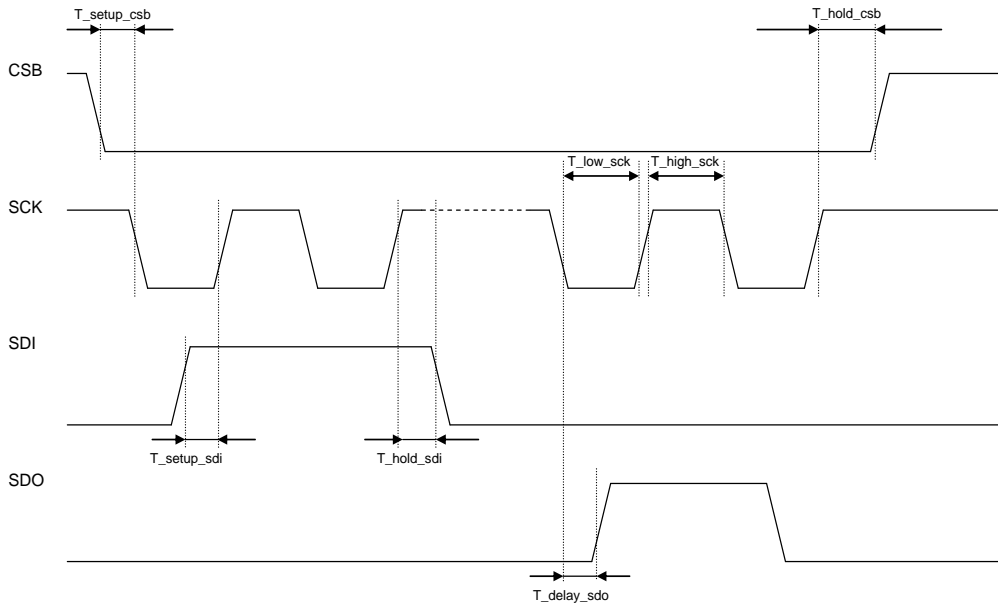 T_setup_csb
T_hold_csb
CSB
T_low_sck
T_high_sck
SCK
SDI
T_setup_sdi
T_hold_sdi
SDO
T_delay_sdo